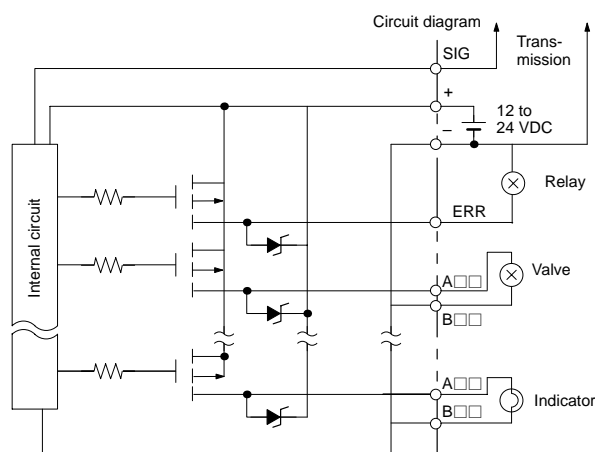 Circuit diagram
SIG
Trans-
mission
+
12 to
24 VDC
−
Relay
ERR
Internal circuit
A□□
Valve
B□□
A□□
Indicator
B□□